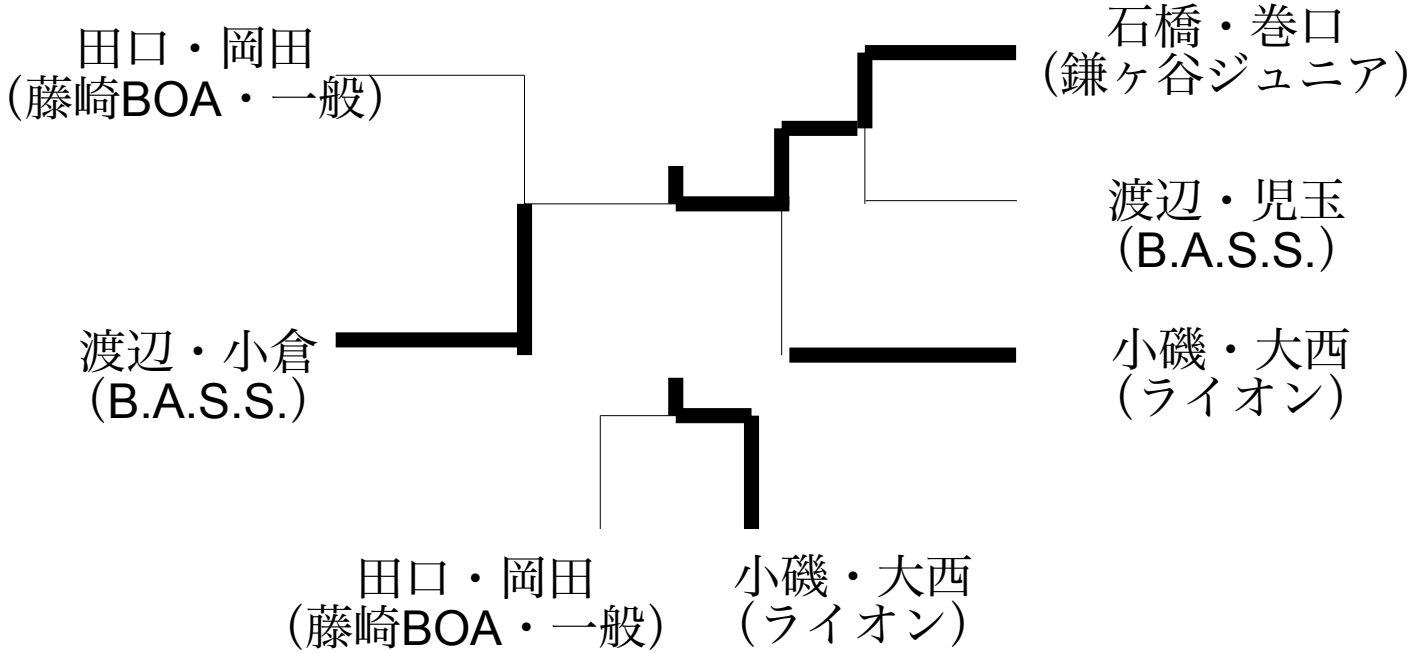 田口・岡田
(藤崎BOA・一般)
渡辺・小倉
(B.A.S.S.)
石橋・巻口
(鎌ヶ谷ジュニア)
渡辺・児玉
(B.A.S.S.)
小磯・大西
(ライオン)
田口・岡田
(藤崎BOA・一般)
小磯・大西
(ライオン)